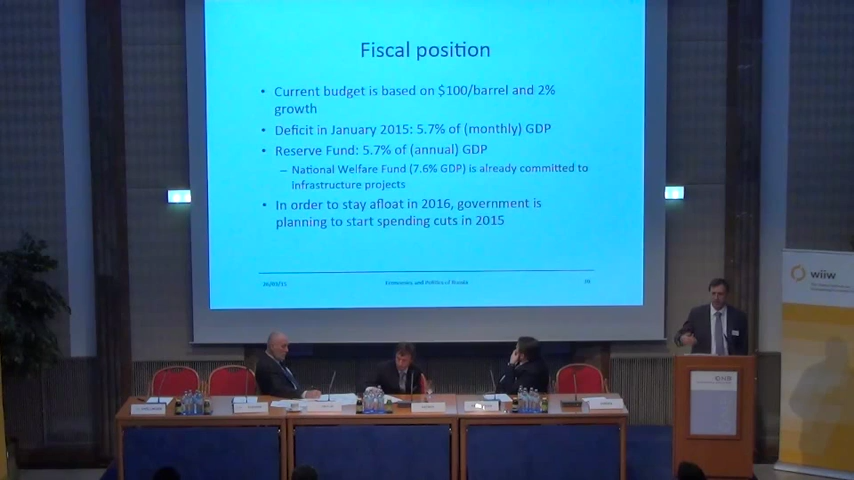 Fiscal position
• Current budget is based on $100/barrel and 2%
growth
• Deficit in January 2015: 5.7% of (monthly) GDP
• Reserve Fund: 5.7% of (annual) GDP
– National Welfare Fund (7.6% GDP) is already committed to
infrastructure projects
• In order to stay afloat in 2016, government is
planning to start spending cuts in 2015
26/03/15
Economics and Politics of Russia
wiiw